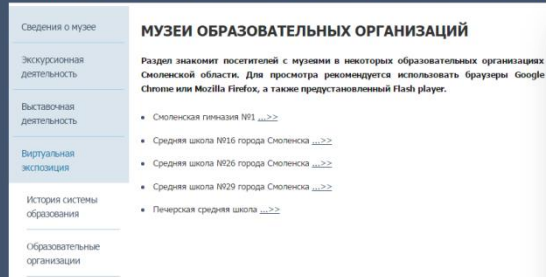 Сведения о музее
Экскурсионная
деятельность
Выставочная
деятельность
Виртуальная
экспозиция
История системы
образования
Образовательные
организации
МУЗЕИ ОБРАЗОВАТЕЛЬНЫХ ОРГАНИЗАЦИЙ
Раздел знакомит посетителей с музеями в некоторых образовательных организациях
Смоленской области. Для просмотра рекомендуется использовать браузеры Google
Chrome или Mozilla Firefox, а также предустановленный Flash player.
Смоленская гимназия №1 ...>>
Средняя школа №16 города Смоленска ...>>
Средняя школа №26 города Смоленска ...>>
Средняя школа №29 города Смоленска ...>>
Печерская средняя школа ...>>